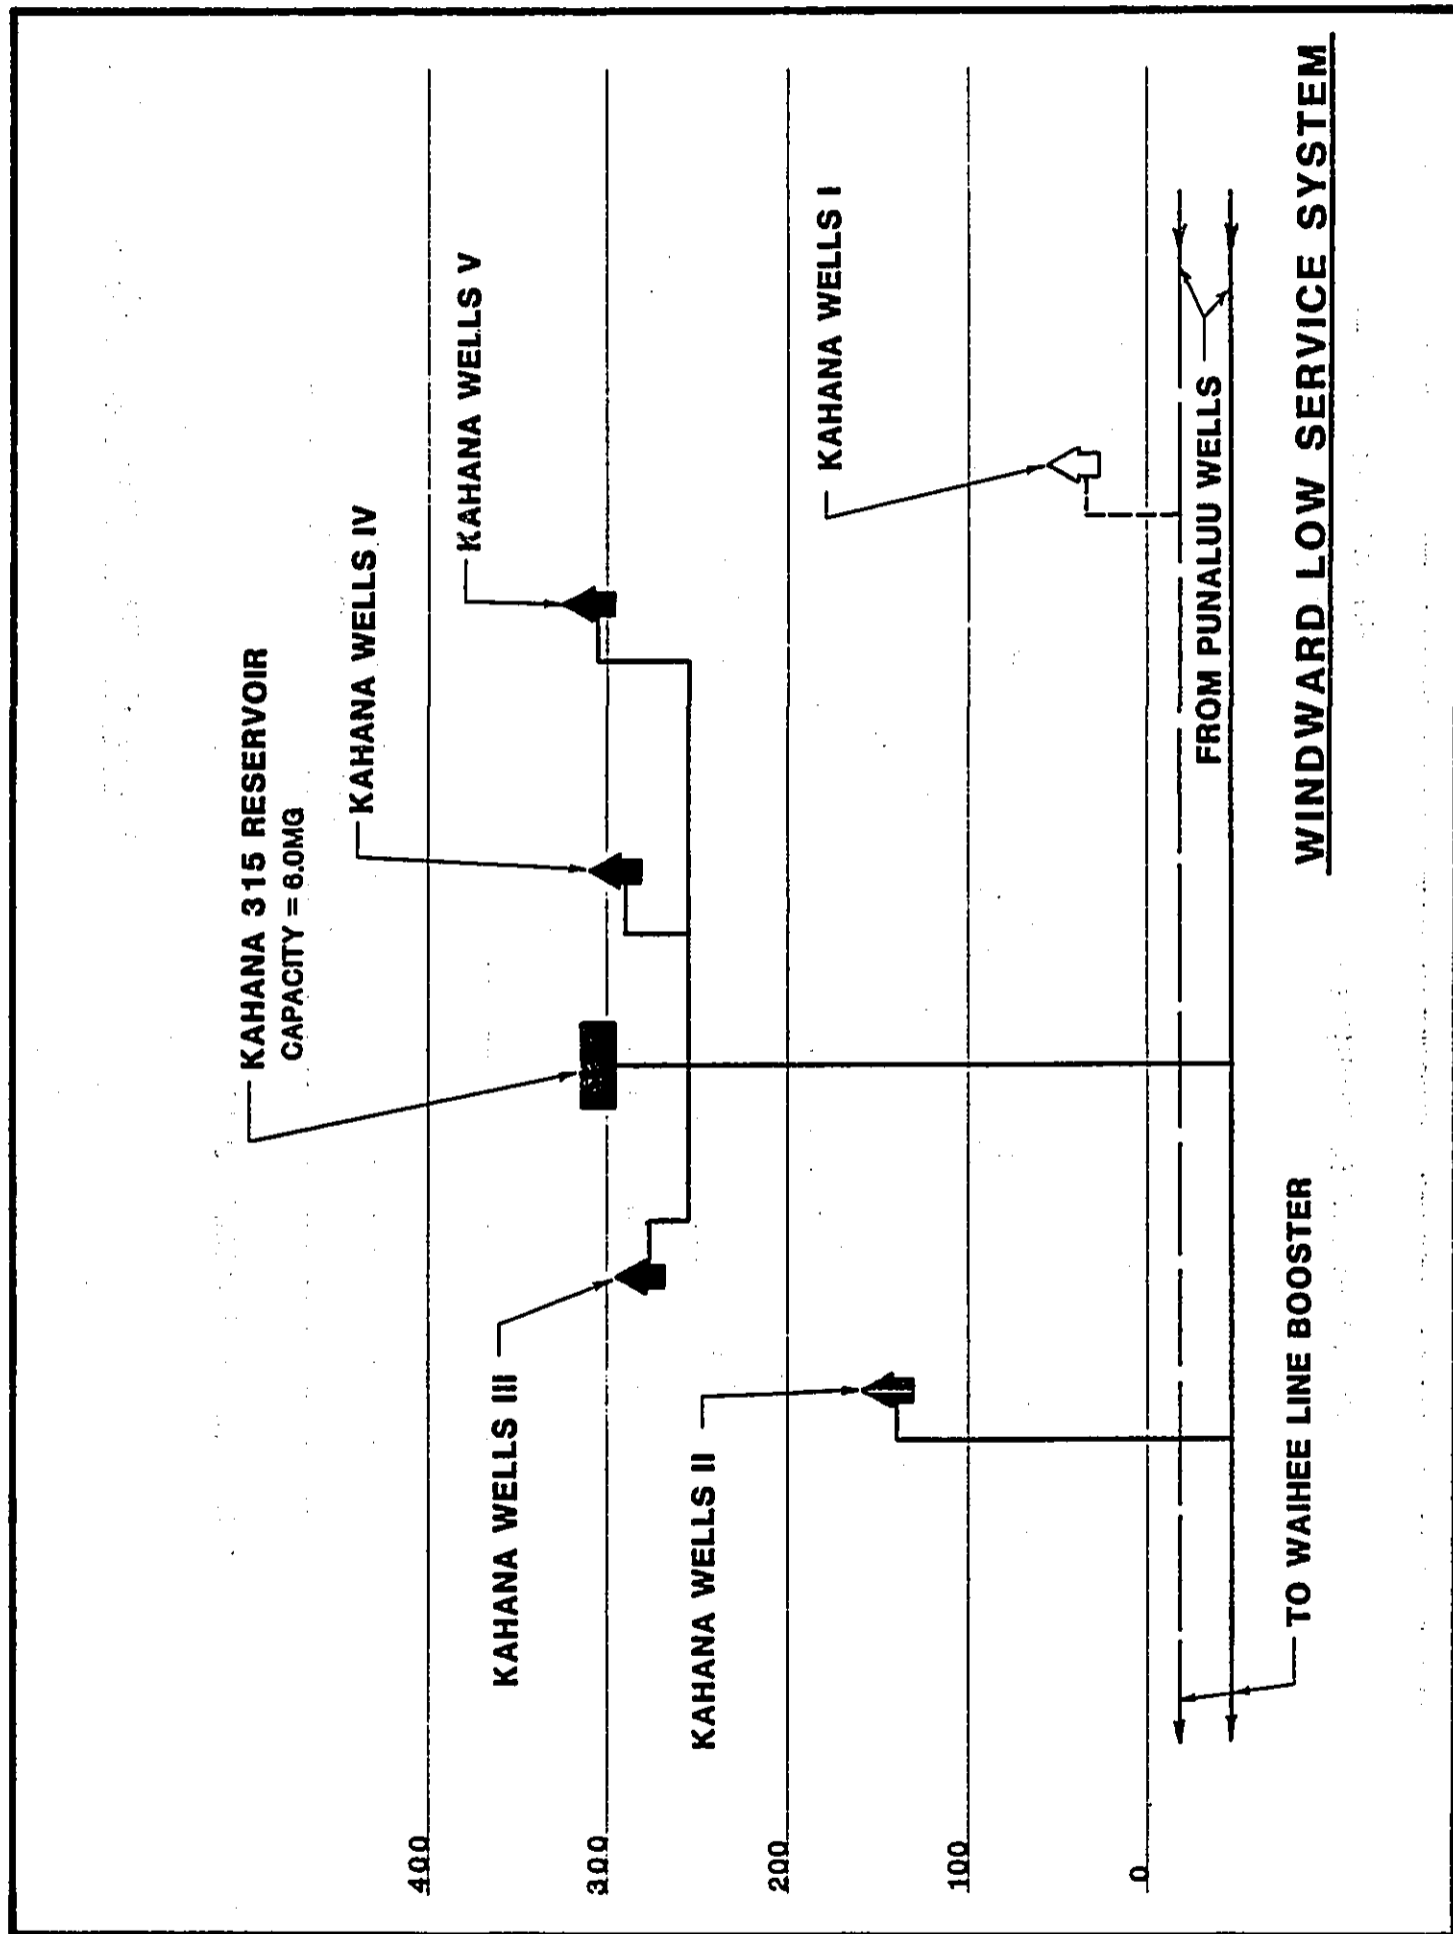 KAHANA 315 RESERVOIR
CAPACITY = 6.0MG
KAHANA WELLS IV
KAHANA WELLS V
KAHANA WELLS III
KAHANA WELLS II
KAHANA WELLS I
400
300
200
100
0
FROM PUNALUU WELLS
TO WAIHEE LINE BOOSTER
WINDWARD LOW SERVICE SYSTEM